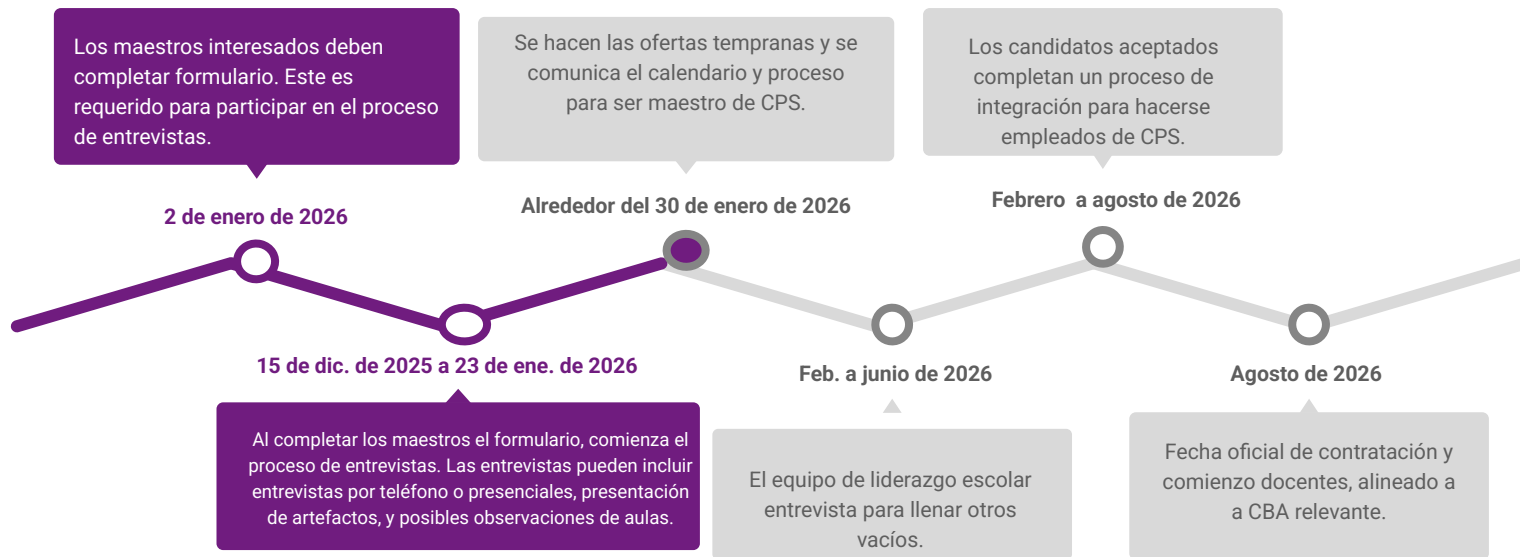 Los maestros interesados deben
completar formulario. Este es
requerido para participar en el proceso
de entrevistas.
2 de enero de 2026
15 de dic. de 2025 a 23 de ene. de 2026
Al completar los maestros el formulario, comienza el
proceso de entrevistas. Las entrevistas pueden incluir
entrevistas por teléfono o presenciales, presentación
de artefactos, y posibles observaciones de aulas.
Se hacen las ofertas tempranas y se
comunica el calendario y proceso
para ser maestro de CPS.
Alrededor del 30 de enero de 2026
Feb. a junio de 2026
El equipo de liderazgo escolar
entrevista para llenar otros
vacíos.
Los candidatos aceptados
completan un proceso de
integración para hacerse
empleados de CPS.
Febrero a agosto de 2026
Agosto de 2026
Fecha oficial de contratación y
comienzo docentes, alineado a
a CBA relevante.